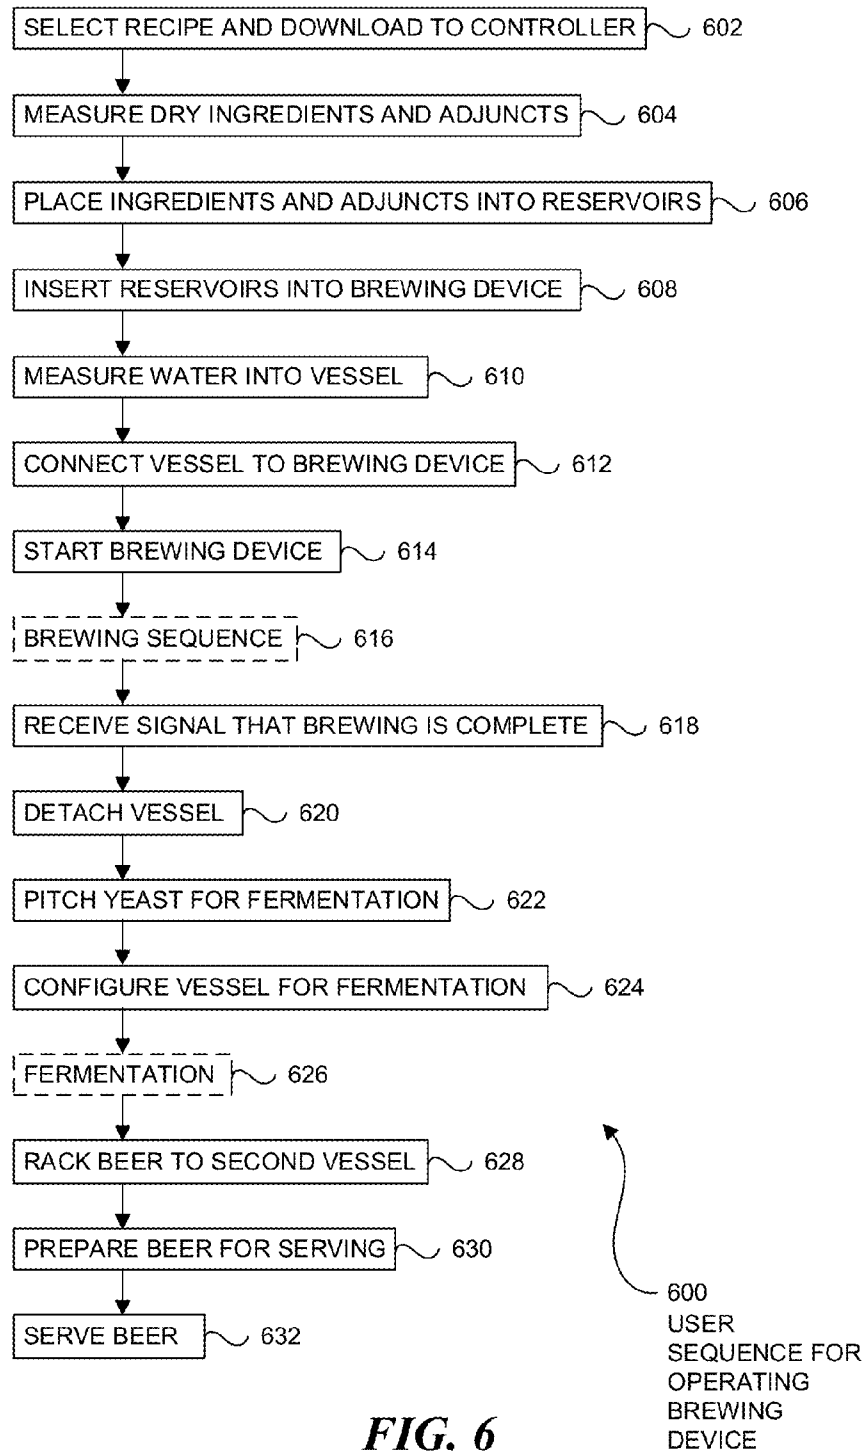 SELECT RECIPE AND DOWNLOAD TO CONTROLLER 602
MEASURE DRY INGREDIENTS AND ADJUNCTS 604
PLACE INGREDIENTS AND ADJUNCTS INTO RESERVOIRS 606
INSERT RESERVOIRS INTO BREWING DEVICE 608
MEASURE WATER INTO VESSEL 610
CONNECT VESSEL TO BREWING DEVICE 612
START BREWING DEVICE 614
BREWING SEQUENCE 616
RECEIVE SIGNAL THAT BREWING IS COMPLETE 618
DETACH VESSEL 620
PITCH YEAST FOR FERMENTATION 622
CONFIGURE VESSEL FOR FERMENTATION 624
FERMENTATION 626
RACK BEER TO SECOND VESSEL 628
PREPARE BEER FOR SERVING 630
SERVE BEER 632
600
USER
SEQUENCE FOR
OPERATING
BREWING
DEVICE
FIG. 6